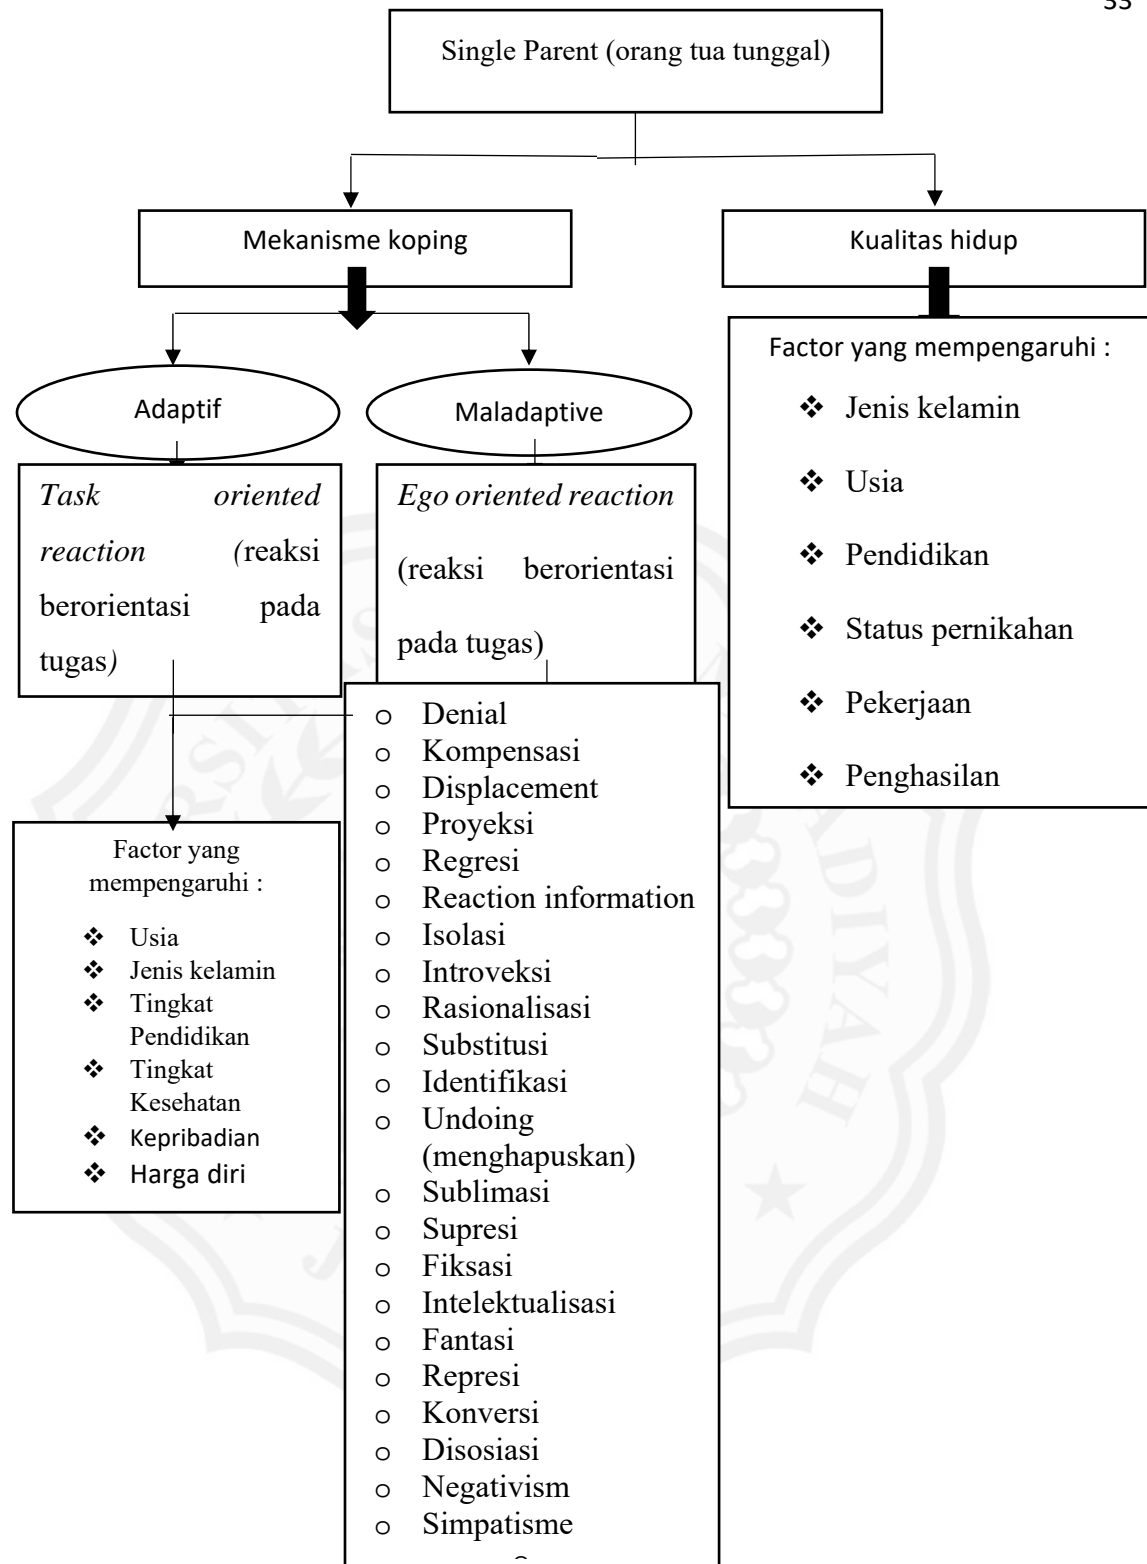 33
Single Parent (orang tua tunggal)
Mekanisme koping
Kualitas hidup
Adaptif
Maladaptive
Task oriented
reaction (reaksi
berorientasi pada
tugas)
Ego oriented reaction
(reaksi berorientasi
pada tugas)
Factor yang mempengaruhi :
❖ Jenis kelamin
❖ Usia
❖ Pendidikan
❖ Status pernikahan
❖ Pekerjaan
❖ Penghasilan
Factor yang
mempengaruhi :
❖ Usia
❖ Jenis kelamin
❖ Tingkat
Pendidikan
❖ Tingkat
Kesehatan
❖ Kepribadian
❖ Harga diri
o Denial
o Kompensasi
o Displacement
o Proyeksi
o Regresi
o Reaction information
o Isolasi
o Introveksi
o Rasionalisasi
o Substitusi
o Identifikasi
o Undoing
(menghapuskan)
o Sublimasi
o Supresi
o Fiksasi
o Intelektualisasi
o Fantasi
o Represi
o Konversi
o Disosiasi
o Negativism
o Simpatisme